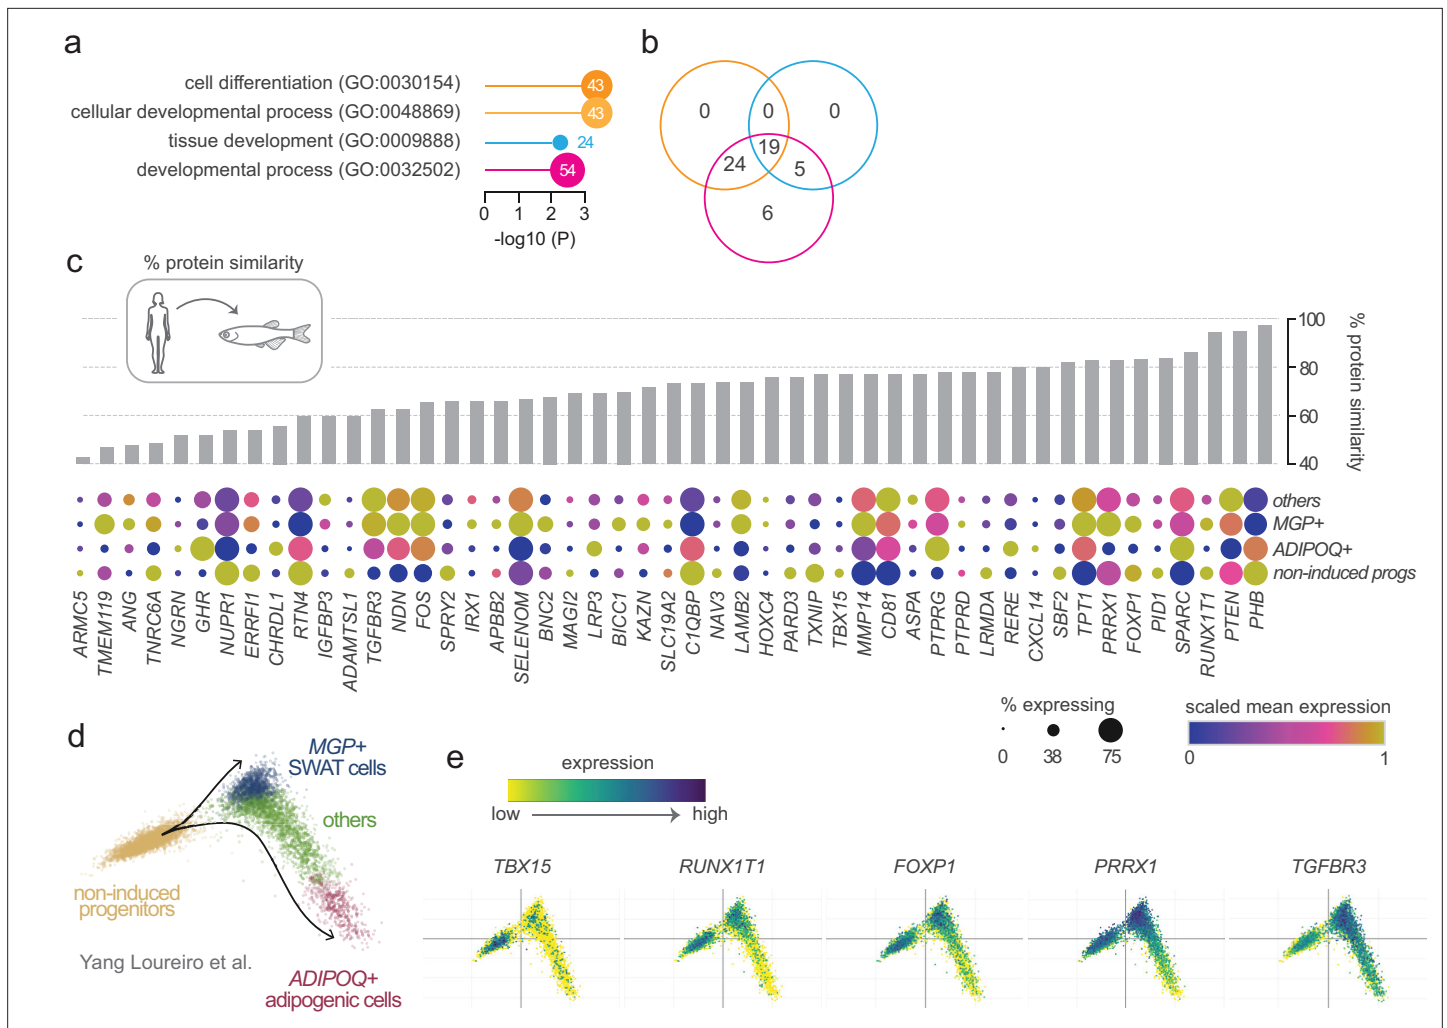 a
cell differentiation (GO:0030154)
43
cellular developmental process (GO:0048869)
43
tissue development (GO:0009888)
24
developmental process (GO:0032502)
54
0 1 2 3
-log10 (P)
b
0 0 0
19
24 5
6
c
% protein similarity
100
80
60
40
% protein similarity
others
MGP+
ADIPOQ+
non-induced progs
ARMC5
TMEM119
ANG
TNRC6A
NGRN
GHR
NUPR1
ERRFI1
CHRDL1
RTN4
IGFBP3
ADAMTSL1
TGFBR3
NDN
FOS
SPRY2
IRX1
APBB2
SELENOM
BNC2
MAGI2
LRP3
BICC1
KAZN
SLC19A2
C1QBP
NAV3
LAMB2
HOXC4
PARD3
TXNIP
TBX15
MMP14
CD81
ASPA
PTPRG
PTPRD
LRMDA
RERE
CXCL14
SBF2
TPT1
PRRX1
FOXP1
PID1
SPARC
RUNX1T1
PTEN
PHB
% expressing
0 38 75
scaled mean expression
0 1
d
MGP+
SWAT cells
others
non-induced
progenitors
Yang Loureiro et al.
ADIPOQ+
adipogenic cells
e
expression
low high
TBX15
RUNX1T1
FOXP1
PRRX1
TGFBR3